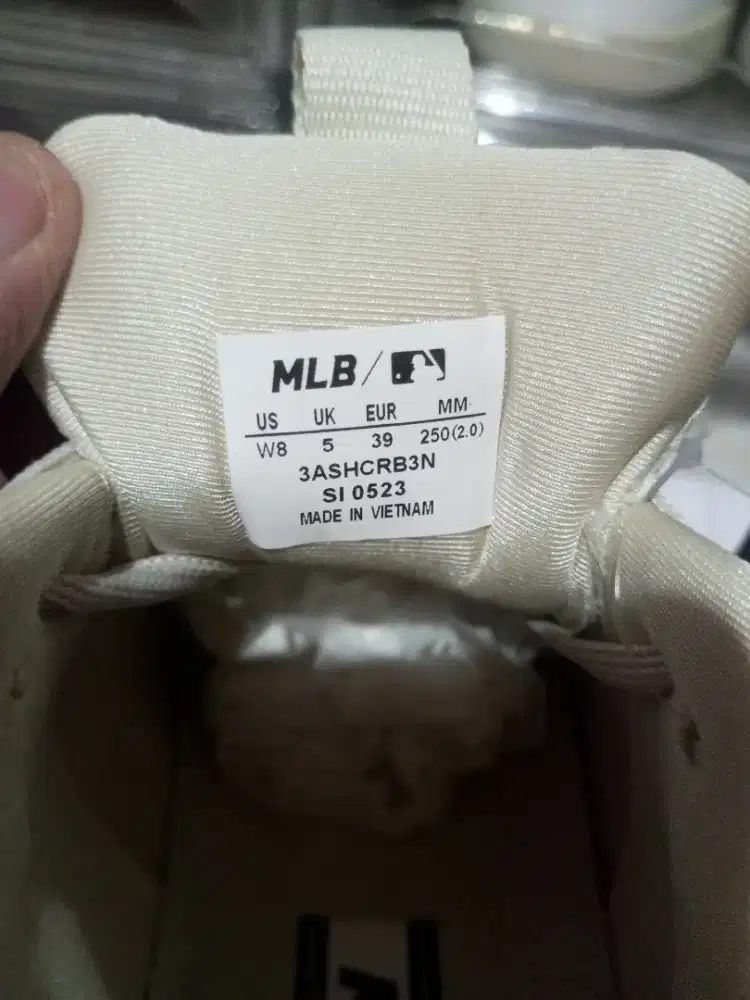 MLB/
US UK EUR MM
W8 5 39 250(2.0)
3ASHCRB3N
SI 0523
MADE IN VIETNAM